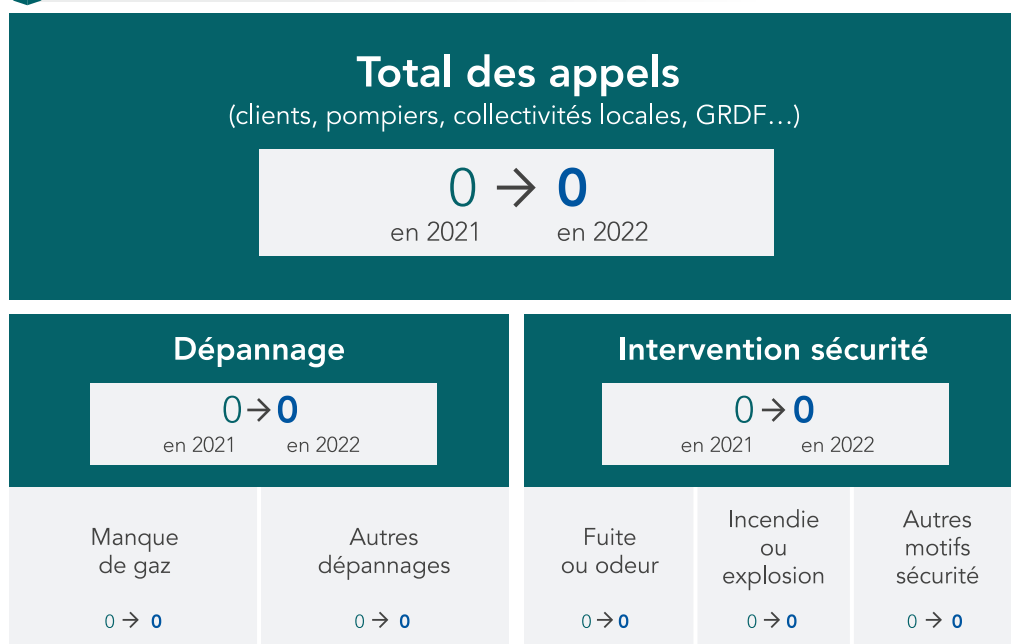 Total des appels
(clients, pompiers, collectivités locales, GRDF…)
0 → 0
en 2021 en 2022
Dépannage
0 → 0
en 2021 en 2022
Manque
de gaz
0 → 0
Autres
dépannages
0 → 0
Intervention sécurité
0 → 0
en 2021 en 2022
Fuite
ou odeur
0 → 0
Incendie
ou
explosion
0 → 0
Autres
motifs
sécurité
0 → 0